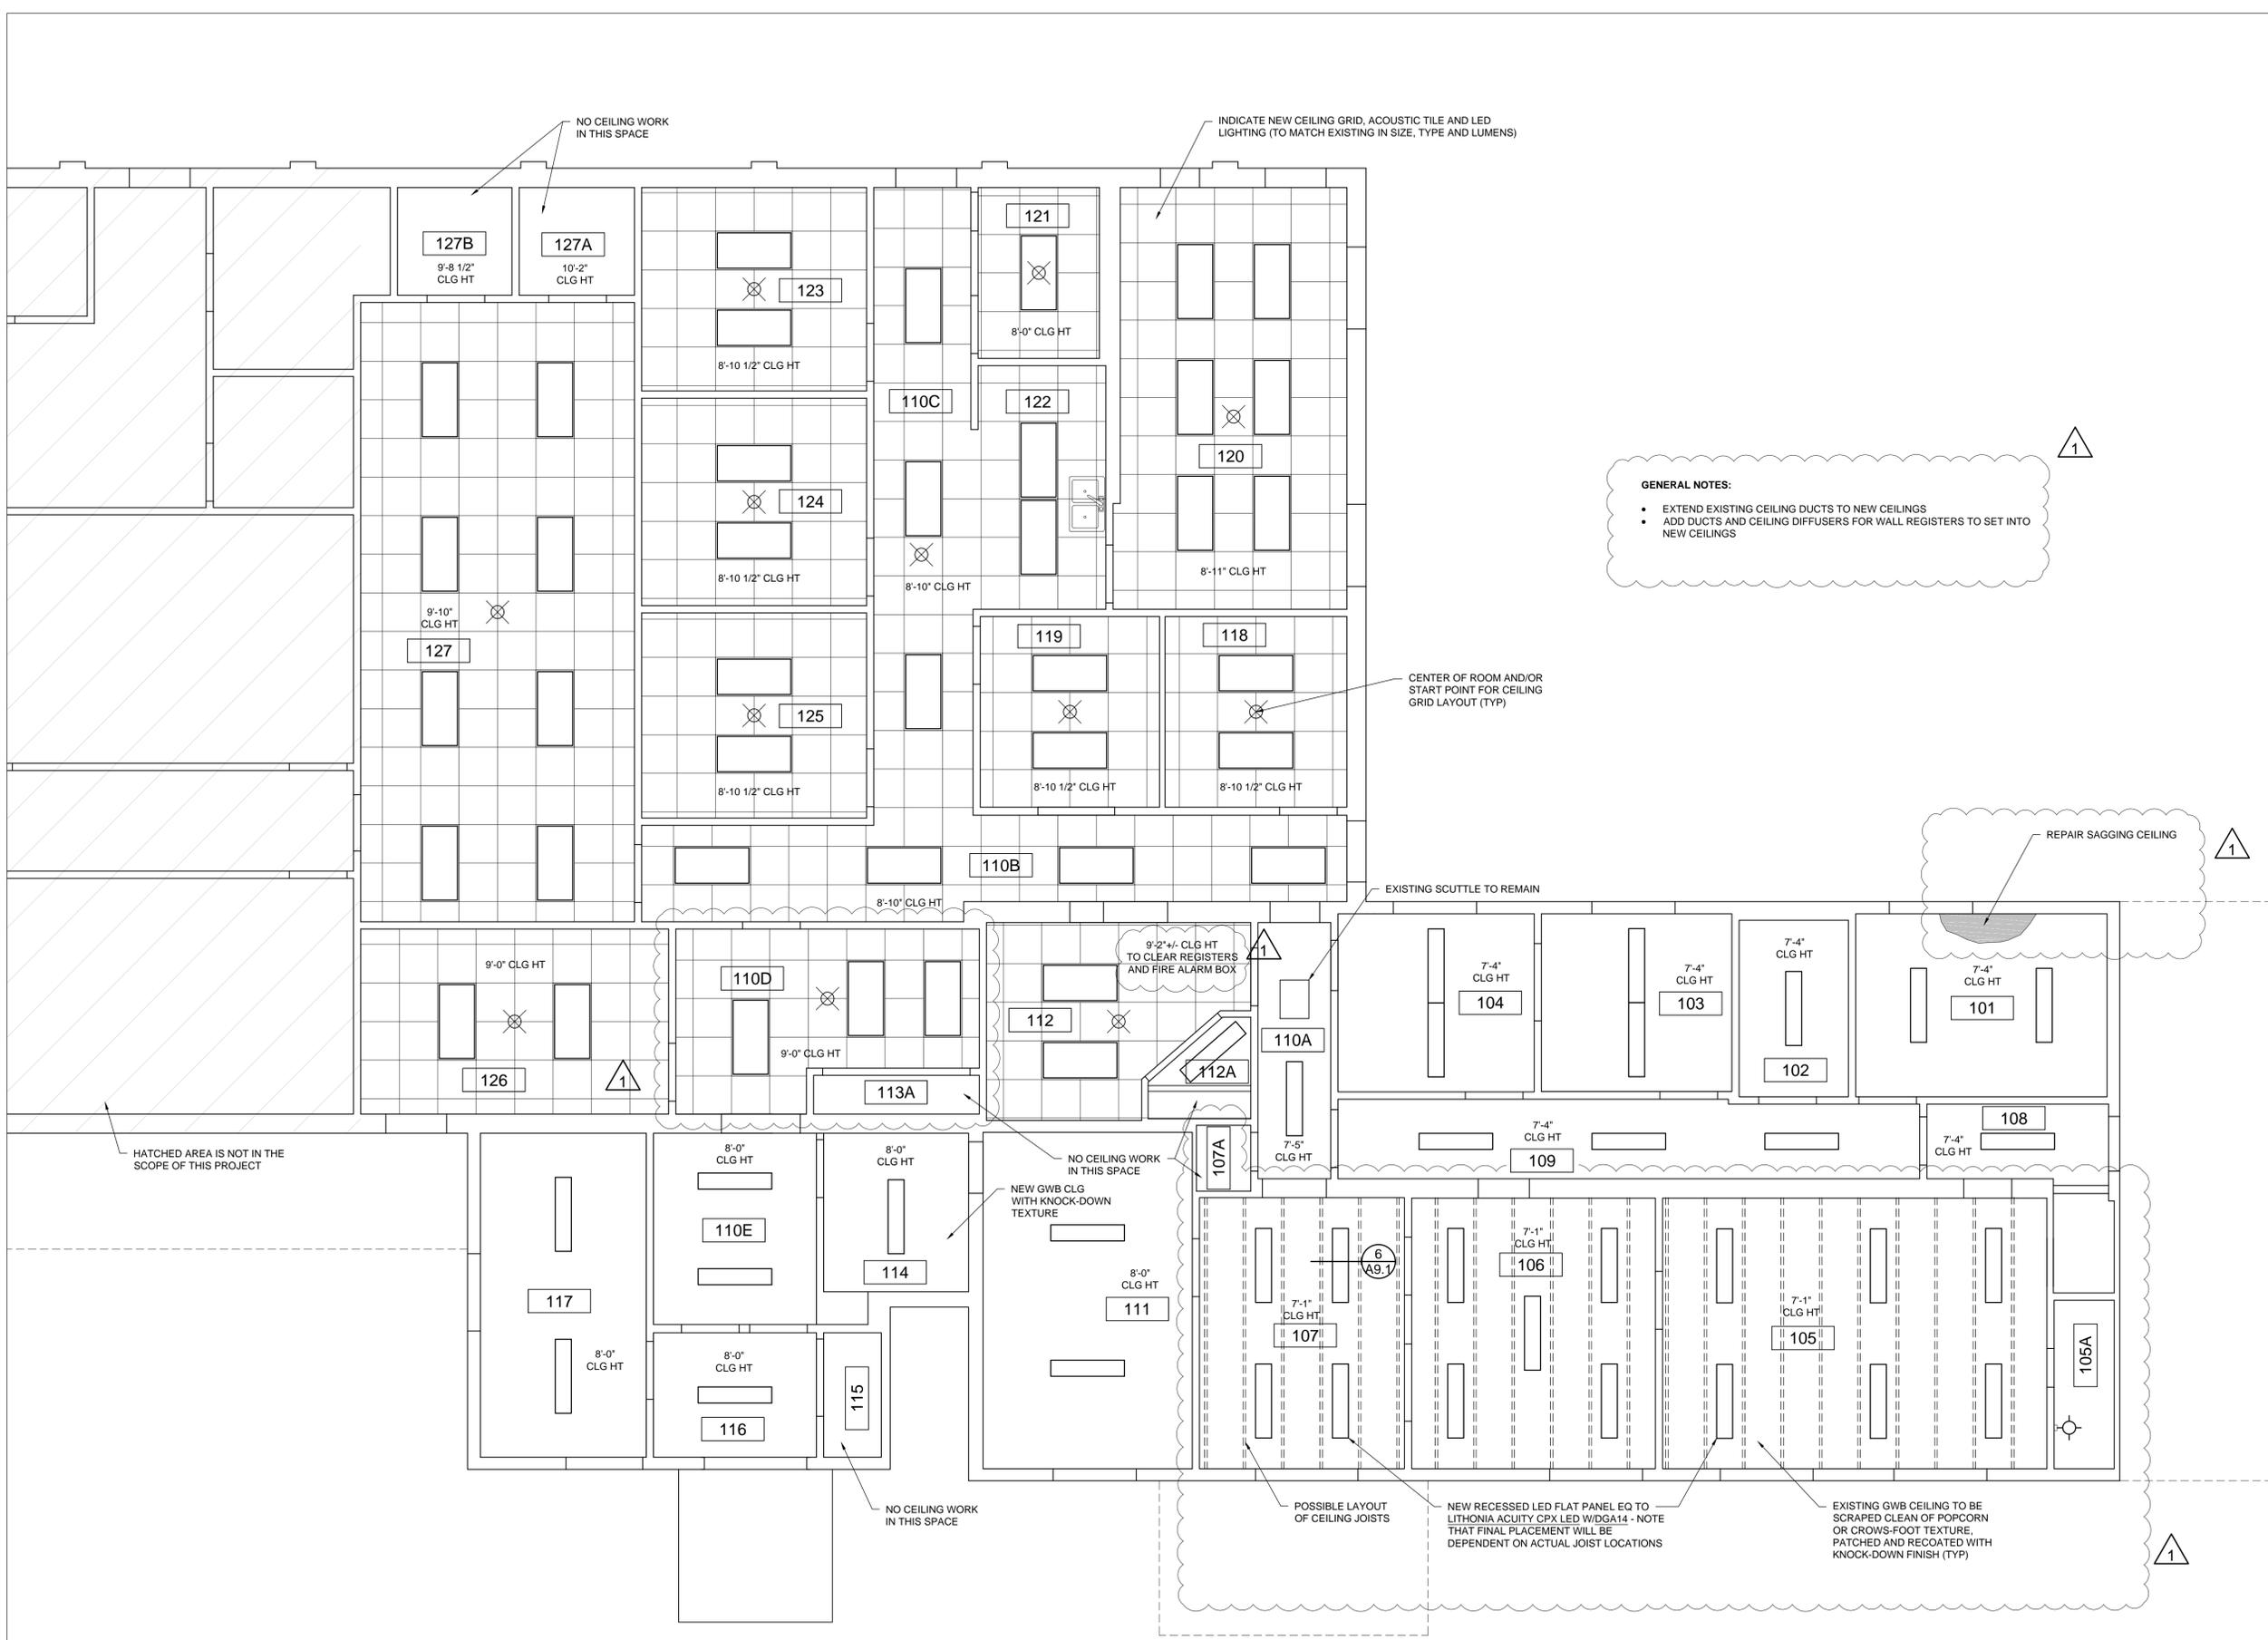 NO CEILING WORK
IN THIS SPACE
INDICATE NEW CEILING GRID, ACOUSTIC TILE AND LED
LIGHTING (TO MATCH EXISTING IN SIZE, TYPE AND LUMENS)
127B
9'-8 1/2"
CLG HT
127A
10'-2"
CLG HT
123
8'-10 1/2" CLG HT
121
8'-0" CLG HT
110C
122
120
8'-11" CLG HT
1
GENERAL NOTES:
• EXTEND EXISTING CEILING DUCTS TO NEW CEILINGS
• ADD DUCTS AND CEILING DIFFUSERS FOR WALL REGISTERS TO SET INTO
NEW CEILINGS
124
8'-10 1/2" CLG HT
8'-10" CLG HT
9'-10"
CLG HT
127
119
8'-10 1/2" CLG HT
118
8'-10 1/2" CLG HT
CENTER OF ROOM AND/OR
START POINT FOR CEILING
GRID LAYOUT (TYP)
125
8'-10 1/2" CLG HT
110B
8'-10" CLG HT
REPAIR SAGGING CEILING
1
EXISTING SCUTTLE TO REMAIN
9'-0" CLG HT
126
1
110D
9'-0" CLG HT
113A
9'-2"+/- CLG HT
TO CLEAR REGISTERS
AND FIRE ALARM BOX
1
112
112A
110A
7'-5"
CLG HT
7'-4"
CLG HT
104
7'-4"
CLG HT
103
7'-4"
CLG HT
102
7'-4"
CLG HT
101
7'-4"
CLG HT
109
108
7'-4"
CLG HT
HATCHED AREA IS NOT IN THE
SCOPE OF THIS PROJECT
NO CEILING WORK
IN THIS SPACE
107A
NEW GWB CLG
WITH KNOCK-DOWN
TEXTURE
117
8'-0"
CLG HT
8'-0"
CLG HT
110E
8'-0"
CLG HT
114
8'-0"
CLG HT
116
115
8'-0"
CLG HT
111
6
A9.1
7'-1"
CLG HT
107
7'-1"
CLG HT
106
7'-1"
CLG HT
105
105A
NO CEILING WORK
IN THIS SPACE
POSSIBLE LAYOUT
OF CEILING JOISTS
NEW RECESSED LED FLAT PANEL EQ TO
LITHONIA ACUITY CPX LED W/DGA14 - NOTE
THAT FINAL PLACEMENT WILL BE
DEPENDENT ON ACTUAL JOIST LOCATIONS
EXISTING GWB CEILING TO BE
SCRAPED CLEAN OF POPCORN
OR CROWS-FOOT TEXTURE,
PATCHED AND RECOATED WITH
KNOCK-DOWN FINISH (TYP)
1